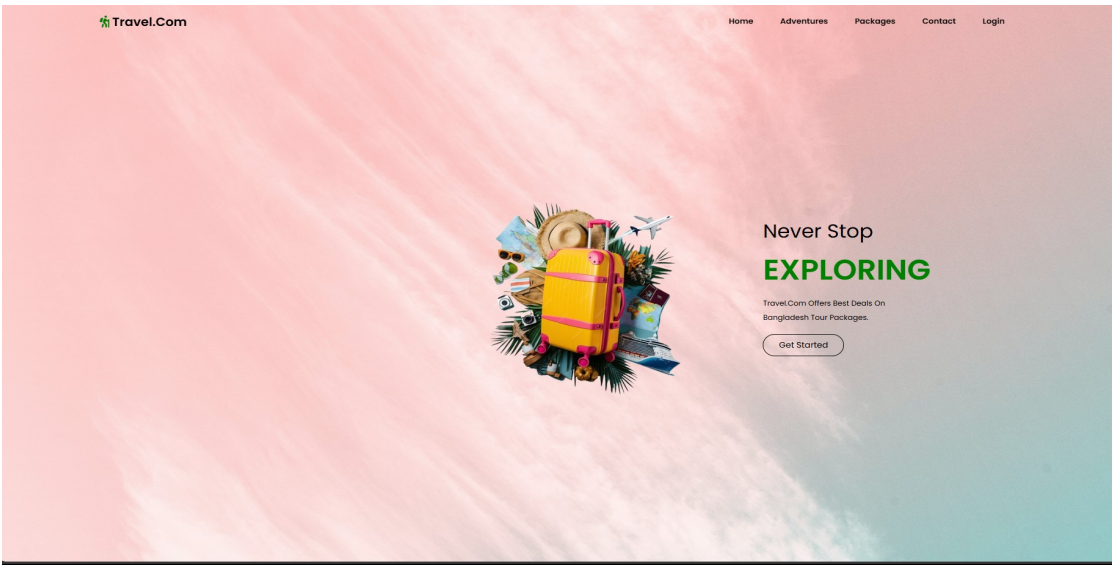 Travel.Com
Home Adventures Packages Contact Login
Never Stop
EXPLORING
Travel.Com Offers Best Deals On
Bangladesh Tour Packages.
Get Started